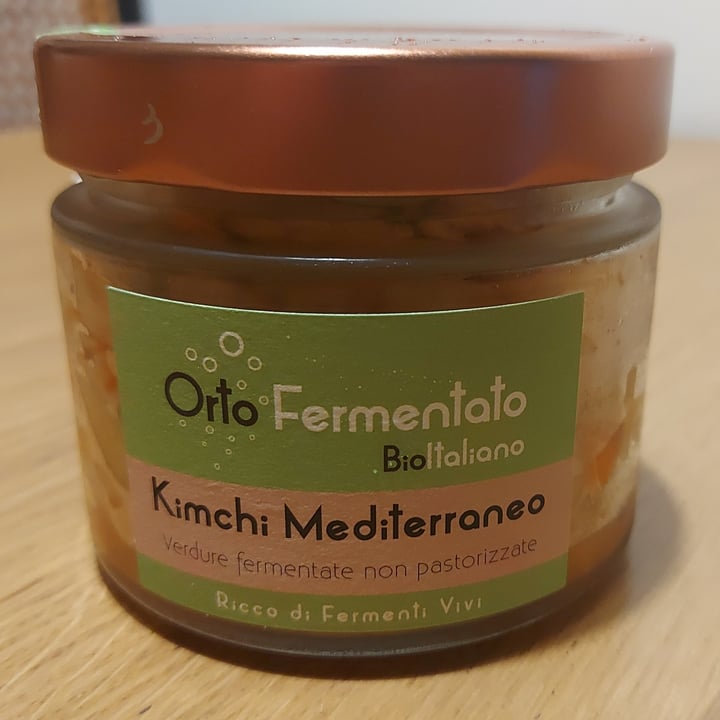 Orto Fermentato
BioItaliano
Kimchi Mediterraneo
Verdure fermentate non pastorizzate
Ricco di Fermenti Vivi